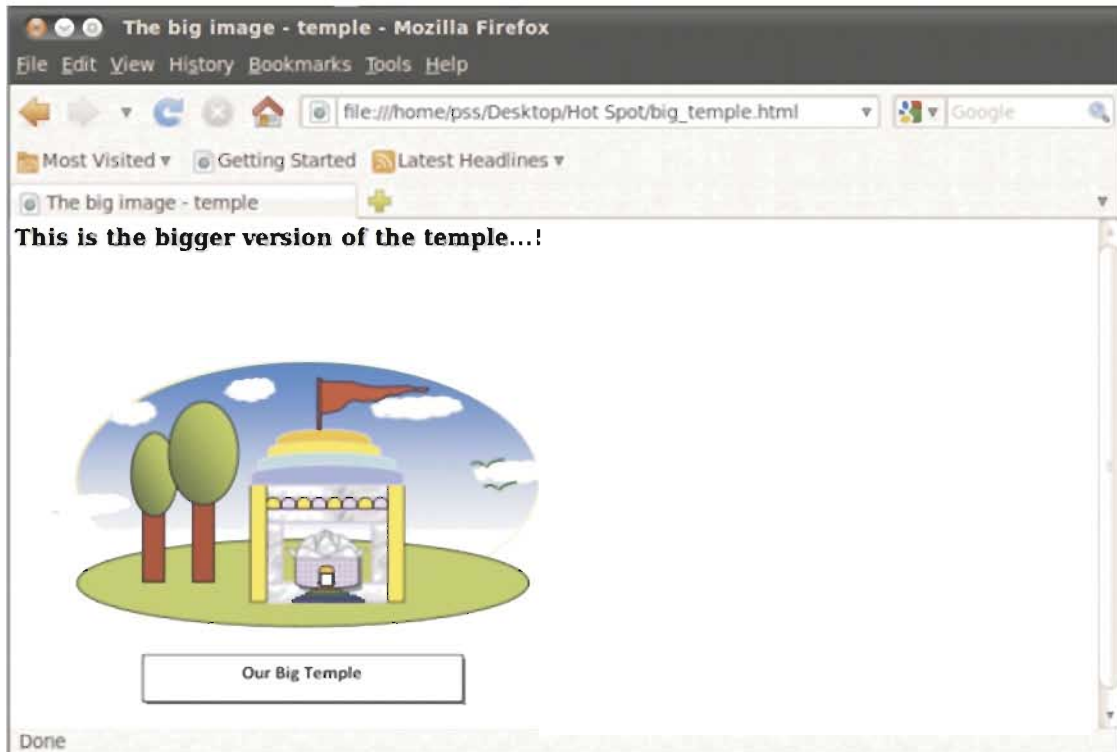 The big image - temple - Mozilla Firefox
File Edit View History Bookmarks Tools Help
file:///home/pss/Desktop/Hot Spot/big_temple.html Google
Most Visited Getting Started Latest Headlines
The big image - temple
This is the bigger version of the temple...!
Our Big Temple
Done